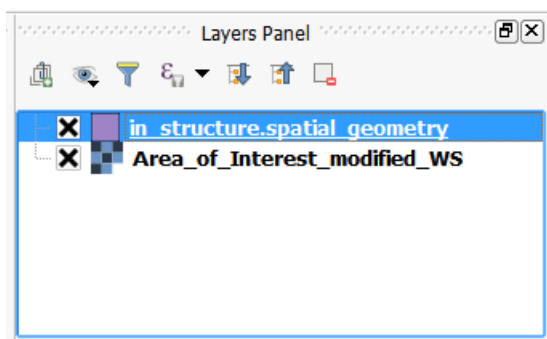 Layers Panel
in_structure.spatial_geometry
Area_of_Interest_modified_WS